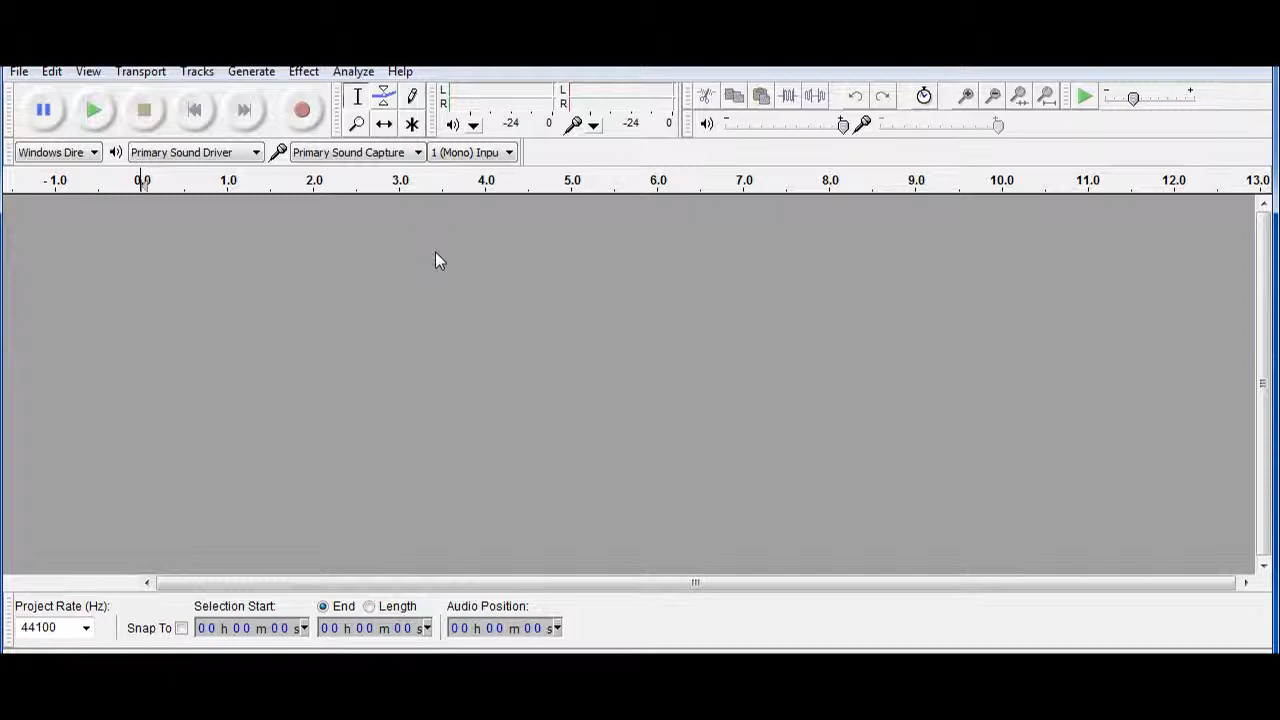 File Edit View Transport Tracks Generate Effect Analyze Help
L L
R R
-24 0 -24 0
- + - + - +
Windows Dire Primary Sound Driver Primary Sound Capture 1 (Mono) Inpu
- 1.0 0.0 1.0 2.0 3.0 4.0 5.0 6.0 7.0 8.0 9.0 10.0 11.0 12.0 13.0
Project Rate (Hz): Selection Start: End Length Audio Position:
44100 Snap To 00 h 00 m 00 s 00 h 00 m 00 s 00 h 00 m 00 s